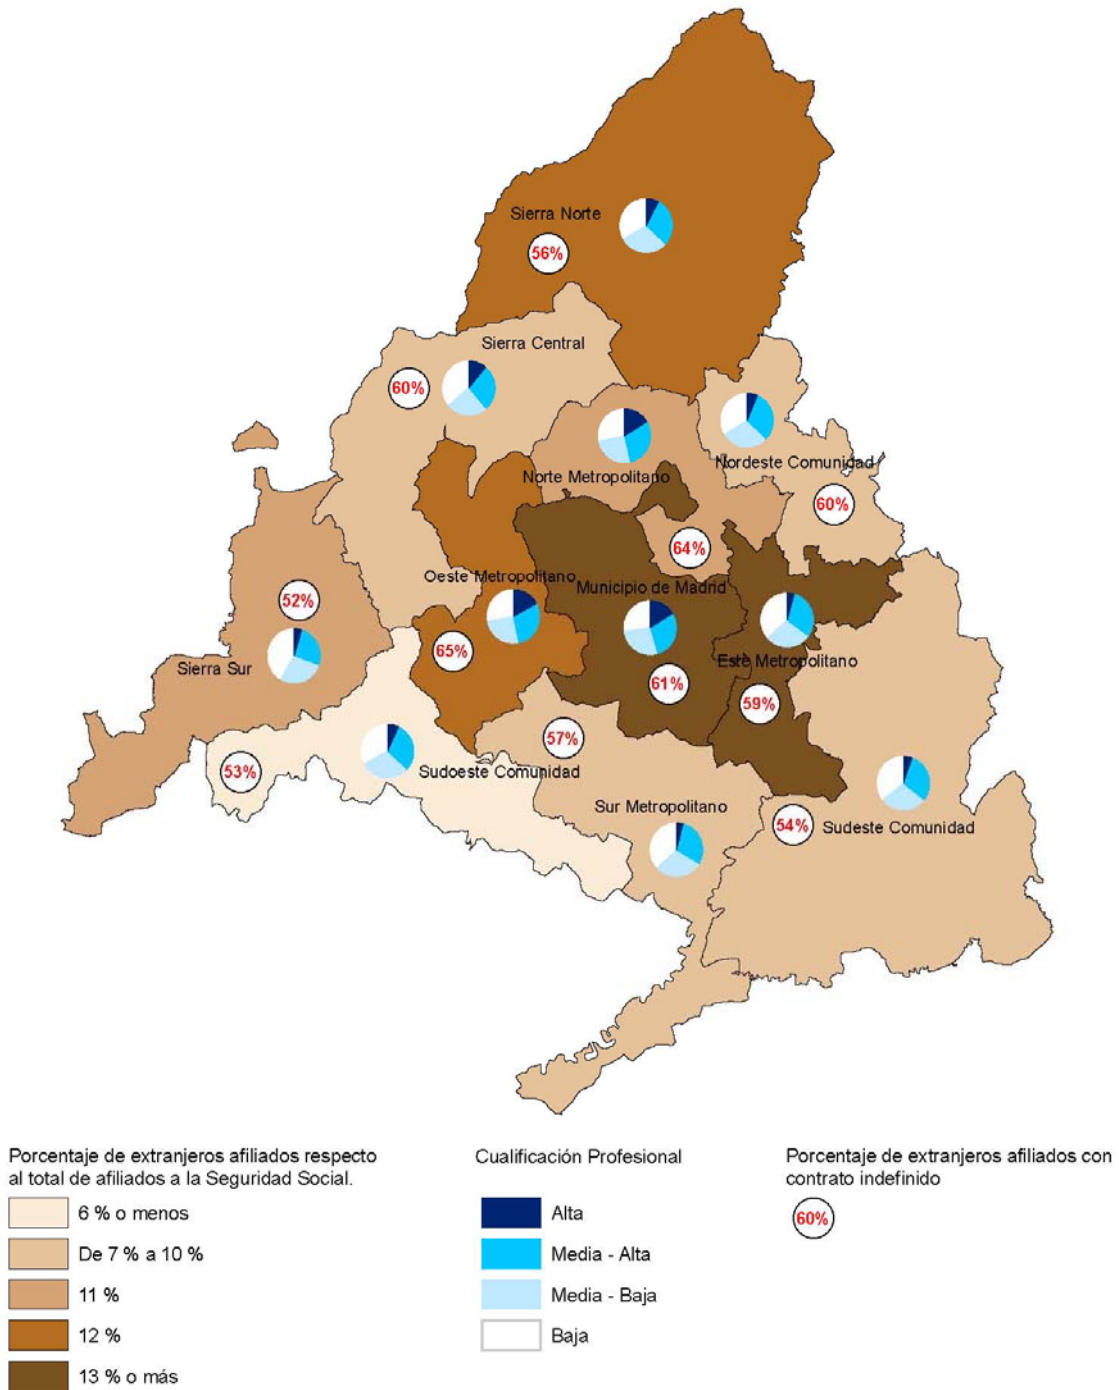 Sierra Norte
56%
Sierra Central
60%
Nordeste Comunidad
Norte Metropolitano
60%
64%
Oeste Metropolitano
Municipio de Madrid
52%
Sierra Sur
65%
Este Metropolitano
61%
59%
57%
53%
Sudoeste Comunidad
Sur Metropolitano
54%
Sudeste Comunidad
Porcentaje de extranjeros afiliados respecto
al total de afiliados a la Seguridad Social.
6 % o menos
De 7 % a 10 %
11 %
12 %
13 % o más
Cualificación Profesional
Alta
Media - Alta
Media - Baja
Baja
Porcentaje de extranjeros afiliados con
contrato indefinido
60%